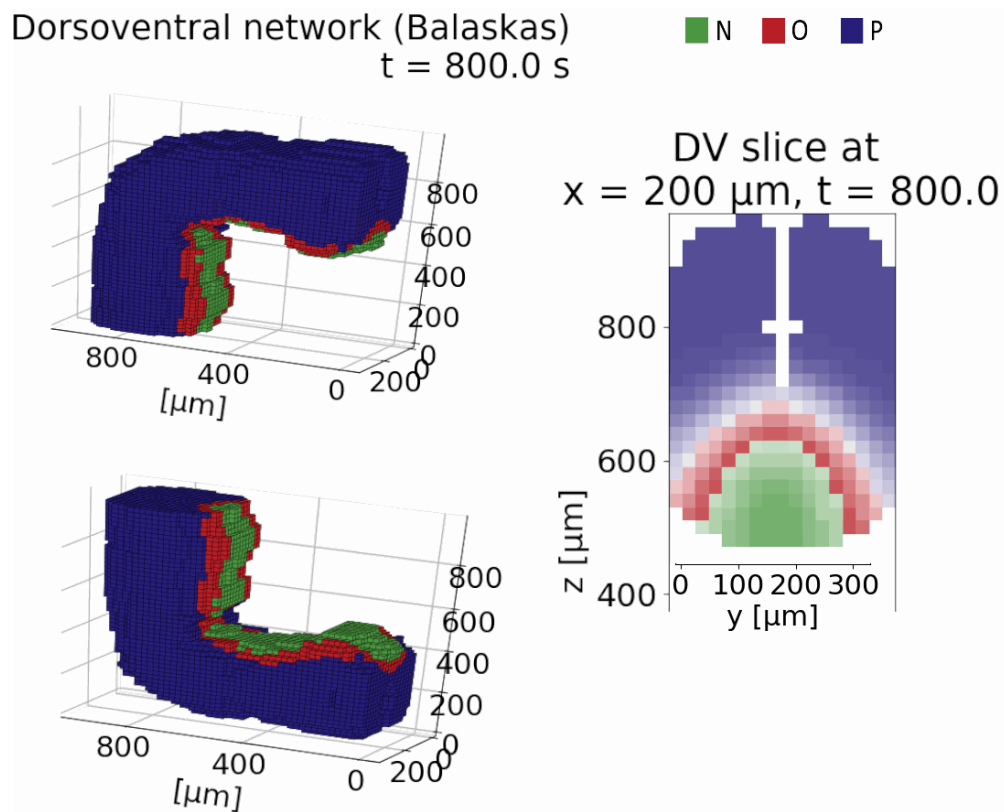 Dorsoventral network (Balaskas)
t = 800.0 s
N O P
800
600
400
200
0
800
400
0
200
0
[µm]
800
600
400
200
0
800
400
0
200
0
[µm]
DV slice at
x = 200 µm, t = 800.0
800
600
400
z [µm]
0 100 200 300
y [µm]